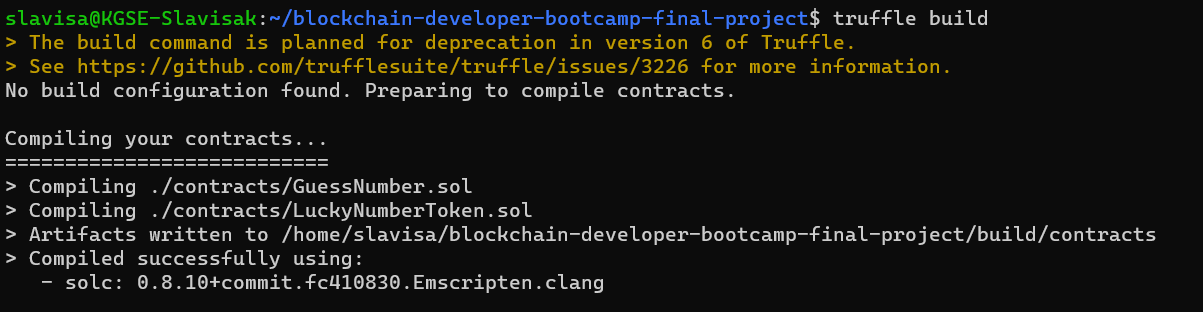 slavisa@KGSE-Slavisak:~/blockchain-developer-bootcamp-final-project$ truffle build
> The build command is planned for deprecation in version 6 of Truffle.
> See https://github.com/trufflesuite/truffle/issues/3226 for more information.
No build configuration found. Preparing to compile contracts.
Compiling your contracts...
===========================
> Compiling ./contracts/GuessNumber.sol
> Compiling ./contracts/LuckyNumberToken.sol
> Artifacts written to /home/slavisa/blockchain-developer-bootcamp-final-project/build/contracts
> Compiled successfully using:
- solc: 0.8.10+commit.fc410830.Emscripten.clang